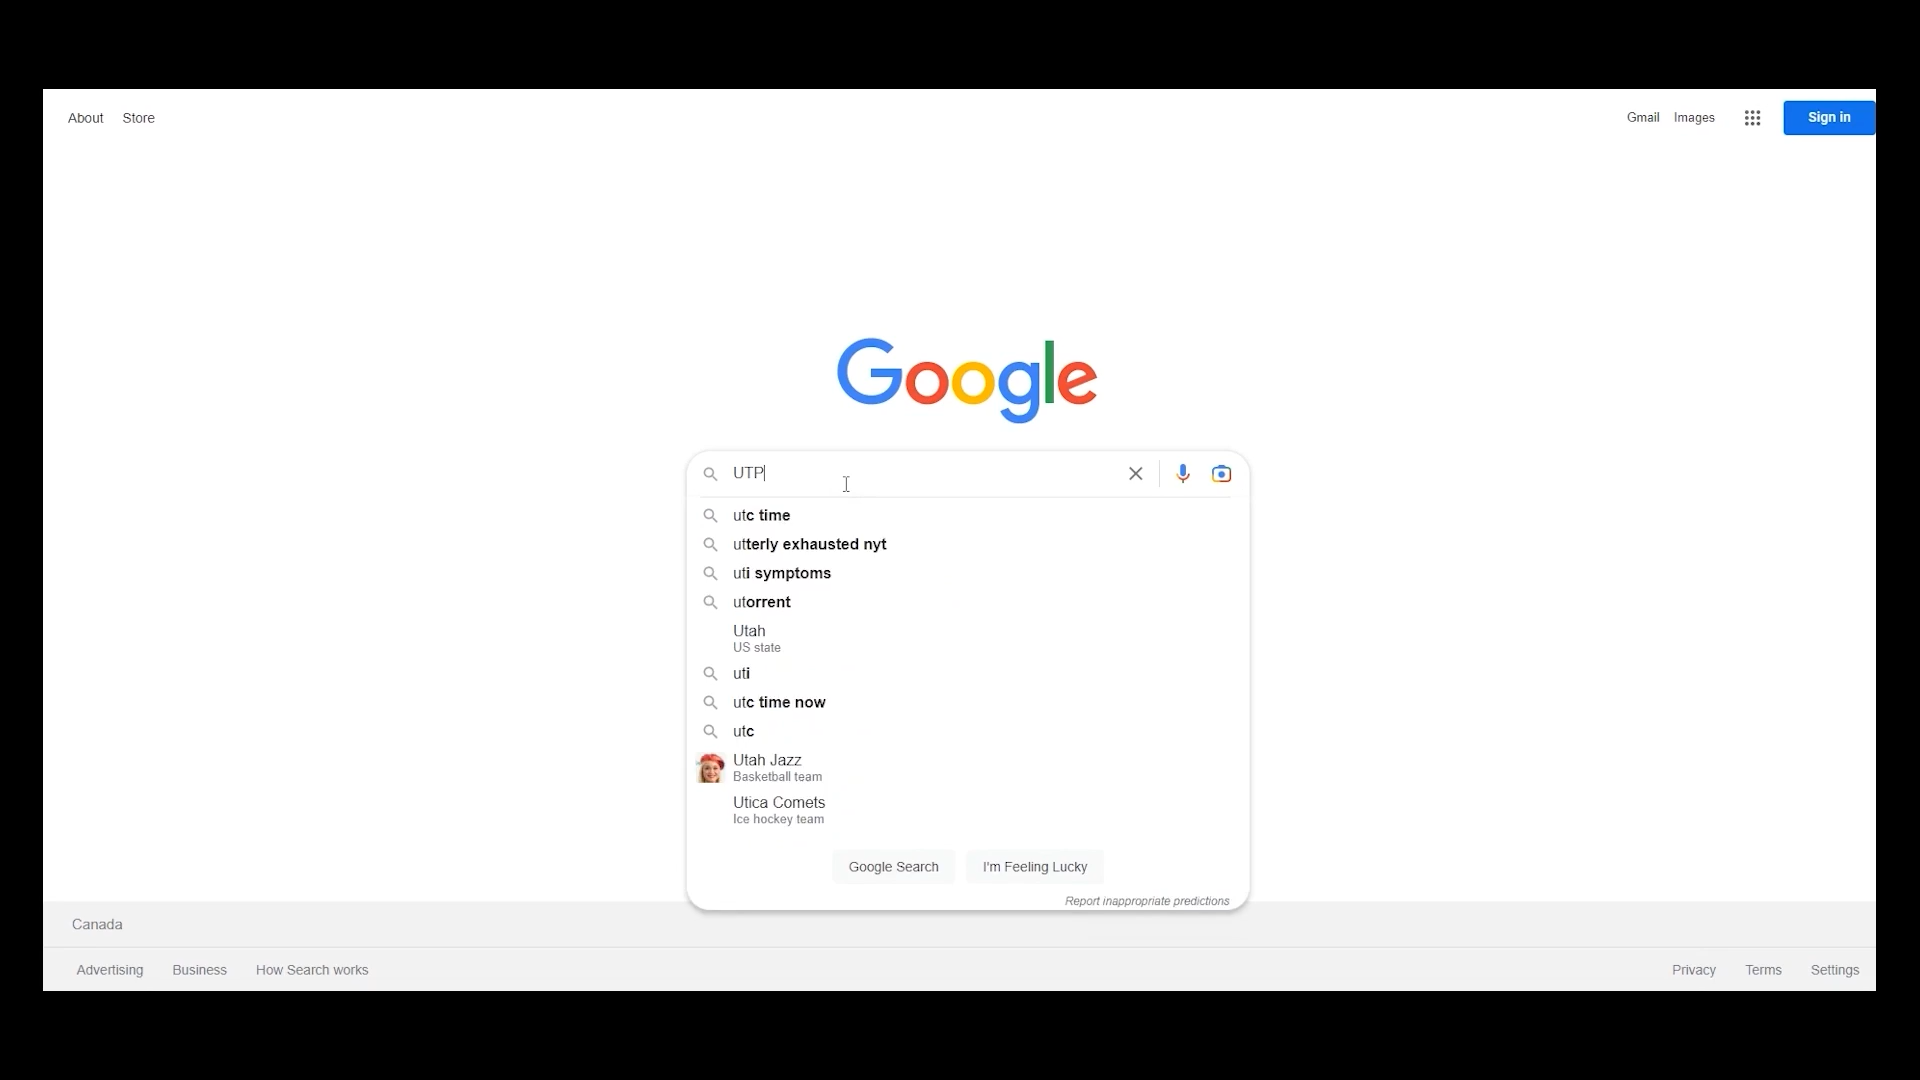 About Store
Gmail Images Sign in
Google
UTP
utc time
utterly exhausted nyt
uti symptoms
utorrent
Utah
US state
uti
utc time now
utc
Utah Jazz
Basketball team
Utica Comets
Ice hockey team
Google Search I'm Feeling Lucky
Report inappropriate predictions
Canada
Advertising Business How Search works
Privacy Terms Settings